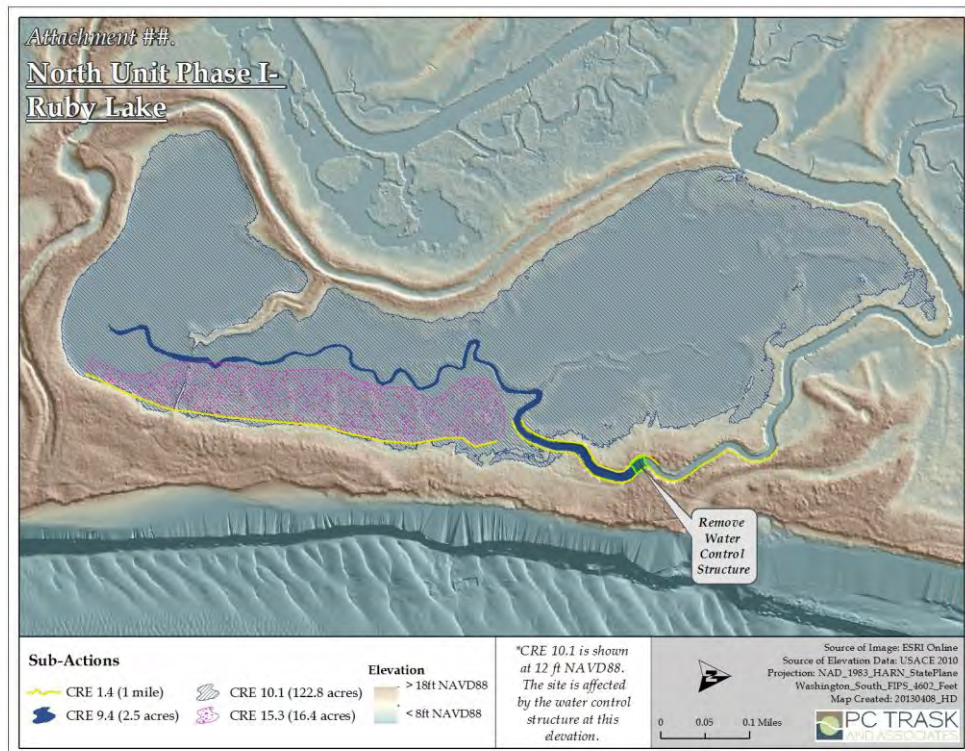 Attachment ##.
North Unit Phase I-
Ruby Lake
Remove
Water
Control
Structure
Sub-Actions
CRE 1.4 (1 mile)
CRE 9.4 (2.5 acres)
CRE 10.1 (122.8 acres)
CRE 15.3 (16.4 acres)
Elevation
> 18ft NAVD88
< 8ft NAVD88
*CRE 10.1 is shown
at 12 ft NAVD88.
The site is affected
by the water control
structure at this
elevation.
N
0 0.05 0.1 Miles
Source of Image: ESRI Online
Source of Elevation Data: USACE 2010
Projection: NAD_1983_HARN_StatePlane
Washington_South_FIPS_4602_Feet
Map Created: 20130408_HD
PC TRASK
AND ASSOCIATES